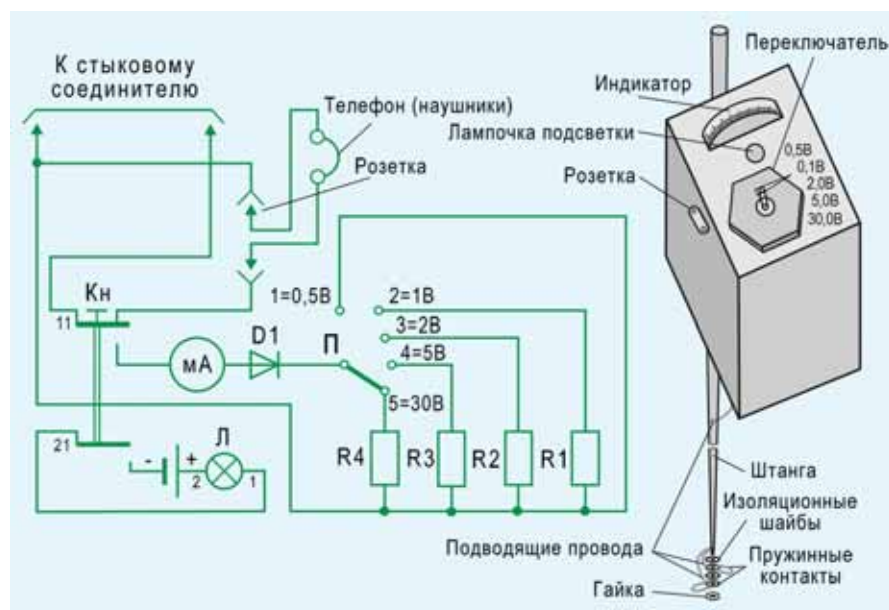 К стыковому
соединителю
Телефон (наушники)
Розетка
Кн
11
1=0,5В
2=1В
3=2В
4=5В
5=30В
мА
D1
П
21
-
+
Л
2
1
R4
R3
R2
R1
Переключатель
Индикатор
Лампочка подсветки
Розетка
0,5В
0,1В
2,0В
5,0В
30,0В
Штанга
Изоляционные
шайбы
Подводящие провода
Пружинные
контакты
Гайка